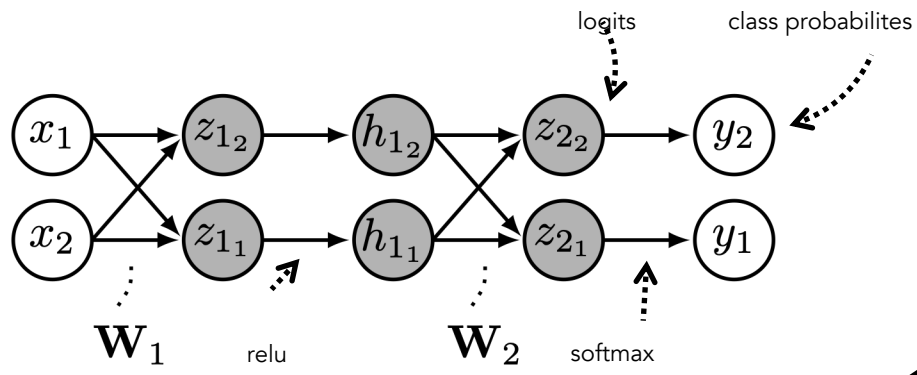 logits class probabilites
x₁ z₁₂ h₁₂ z₂₂ y₂
x₂ z₁₁ h₁₁ z₂₁ y₁
W₁ relu W₂ softmax